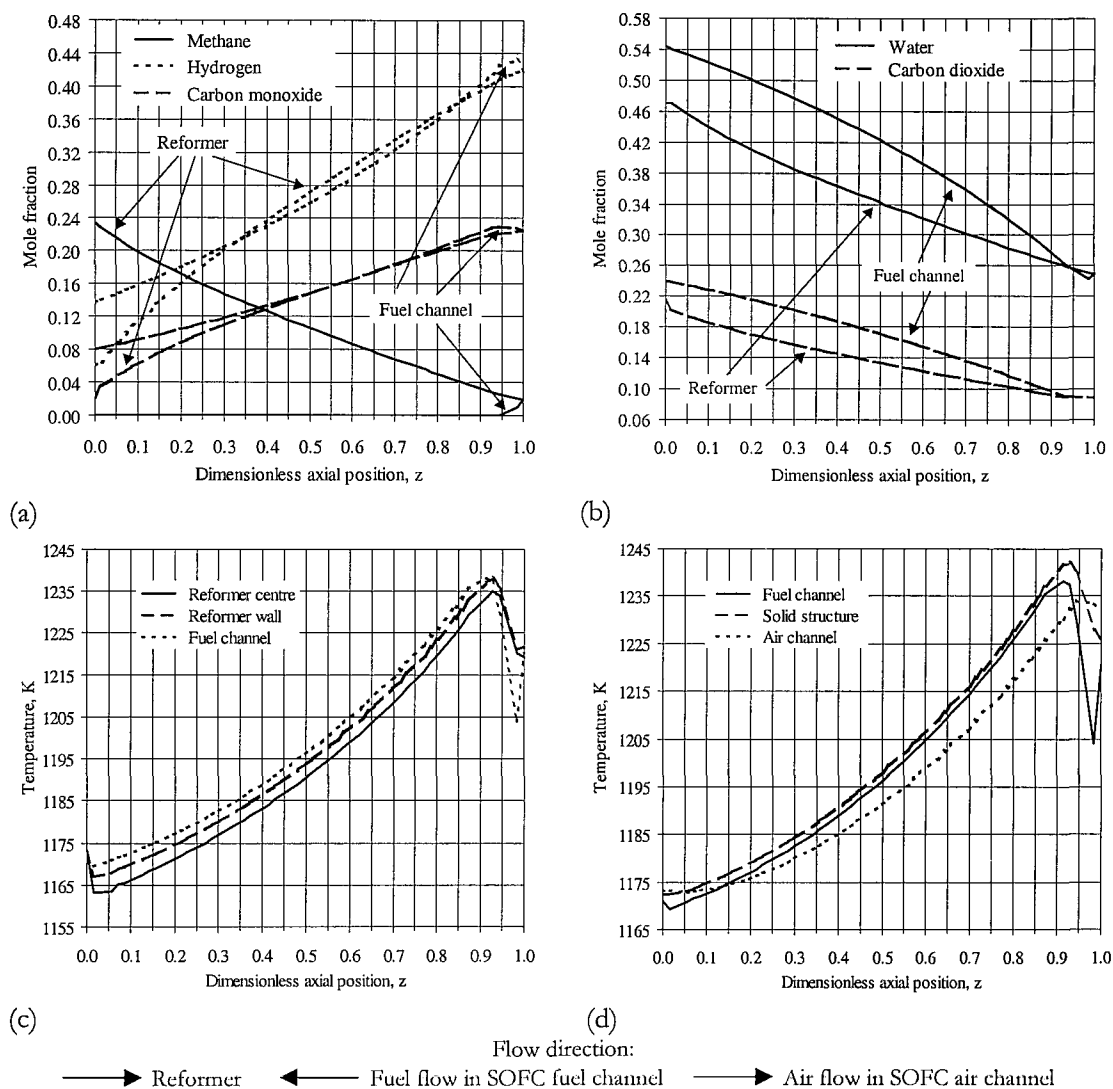 0.48
0.44
0.40
0.36
0.32
0.28
0.24
0.20
0.16
0.12
0.08
0.04
0.00
Mole fraction
Methane
Hydrogen
Carbon monoxide
Reformer
Fuel channel
0.0 0.1 0.2 0.3 0.4 0.5 0.6 0.7 0.8 0.9 1.0
Dimensionless axial position, z
(a)
0.58
0.54
0.50
0.46
0.42
0.38
0.34
0.30
0.26
0.22
0.18
0.14
0.10
0.06
Mole fraction
Water
Carbon dioxide
Fuel channel
Reformer
0.0 0.1 0.2 0.3 0.4 0.5 0.6 0.7 0.8 0.9 1.0
Dimensionless axial position, z
(b)
1245
1235
1225
1215
1205
1195
1185
1175
1165
1155
Temperature, K
Reformer centre
Reformer wall
Fuel channel
0.0 0.1 0.2 0.3 0.4 0.5 0.6 0.7 0.8 0.9 1.0
Dimensionless axial position, z
(c)
1245
1235
1225
1215
1205
1195
1185
1175
1165
Temperature, K
Fuel channel
Solid structure
Air channel
0.0 0.1 0.2 0.3 0.4 0.5 0.6 0.7 0.8 0.9 1.0
Dimensionless axial position, z
(d)
Flow direction:
Reformer Fuel flow in SOFC fuel channel Air flow in SOFC air channel